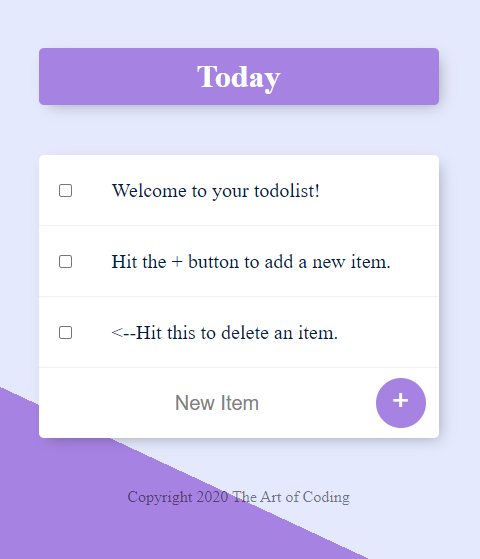 Today
Welcome to your todolist!
Hit the + button to add a new item.
<--Hit this to delete an item.
New Item +
Copyright 2020 The Art of Coding